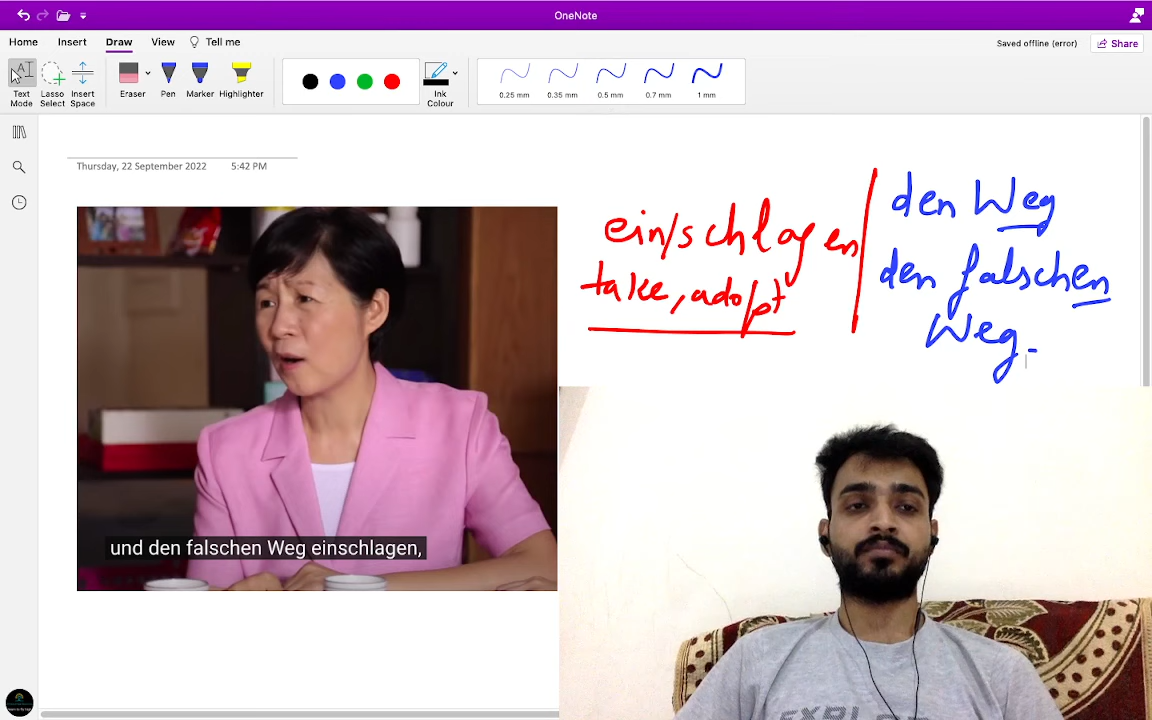 OneNote
Home Insert Draw View Tell me
Saved offline (error) Share
Text Mode
Lasso Select
Insert Space
Eraser
Pen
Marker
Highlighter
Ink Colour
0.25 mm 0.35 mm 0.5 mm 0.7 mm 1 mm
Thursday, 22 September 2022 5:42 PM
ein/schlagen
take, adopt
den Weg
den falschen
Weg.
und den falschen Weg einschlagen,